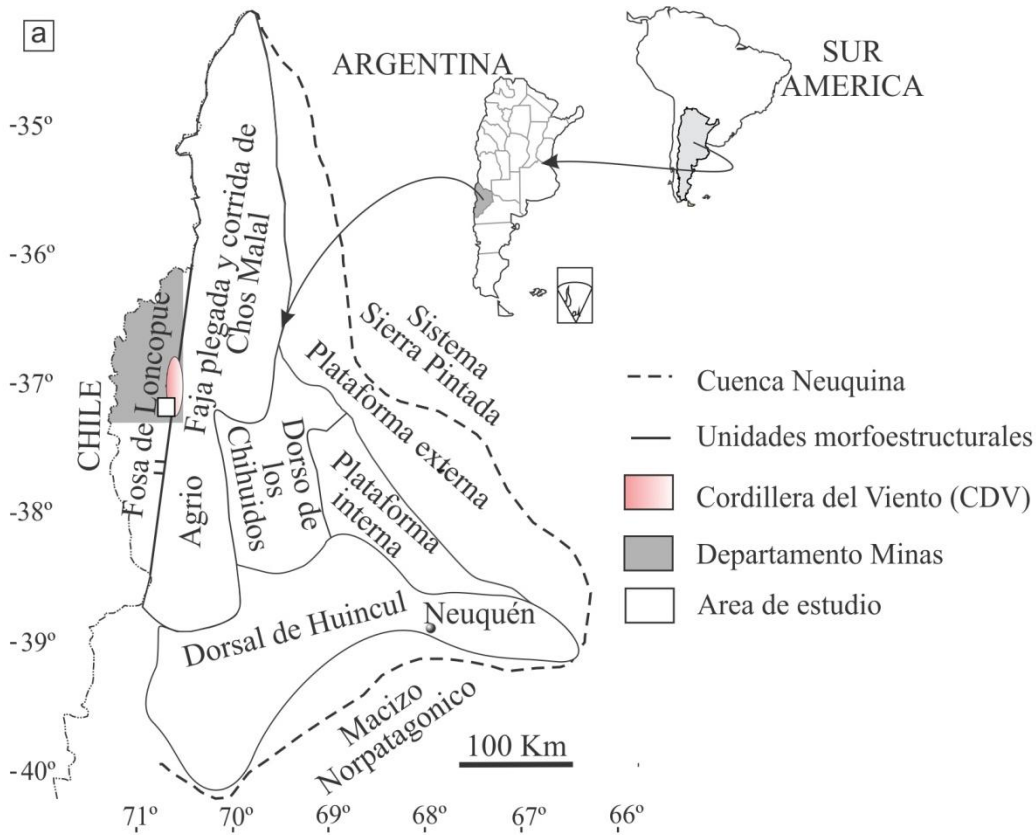 a
ARGENTINA
SUR
AMERICA
-35º
-36º
-37º
-38º
-39º
-40º
CHILE
Fosa de Loncopue
Faja plegada y corrida de
Chos Malal
Agrio
Chihuidos
los
Dorso de
Plataforma
interna
Plataforma externa
Sistema
Sierra Pintada
Dorsal de Huincul
Neuquén
Macizo
Norpatagonico
Cuenca Neuquina
Unidades morfoestructurales
Cordillera del Viento (CDV)
Departamento Minas
Area de estudio
100 Km
71º
70º
69º
68º
67º
66º